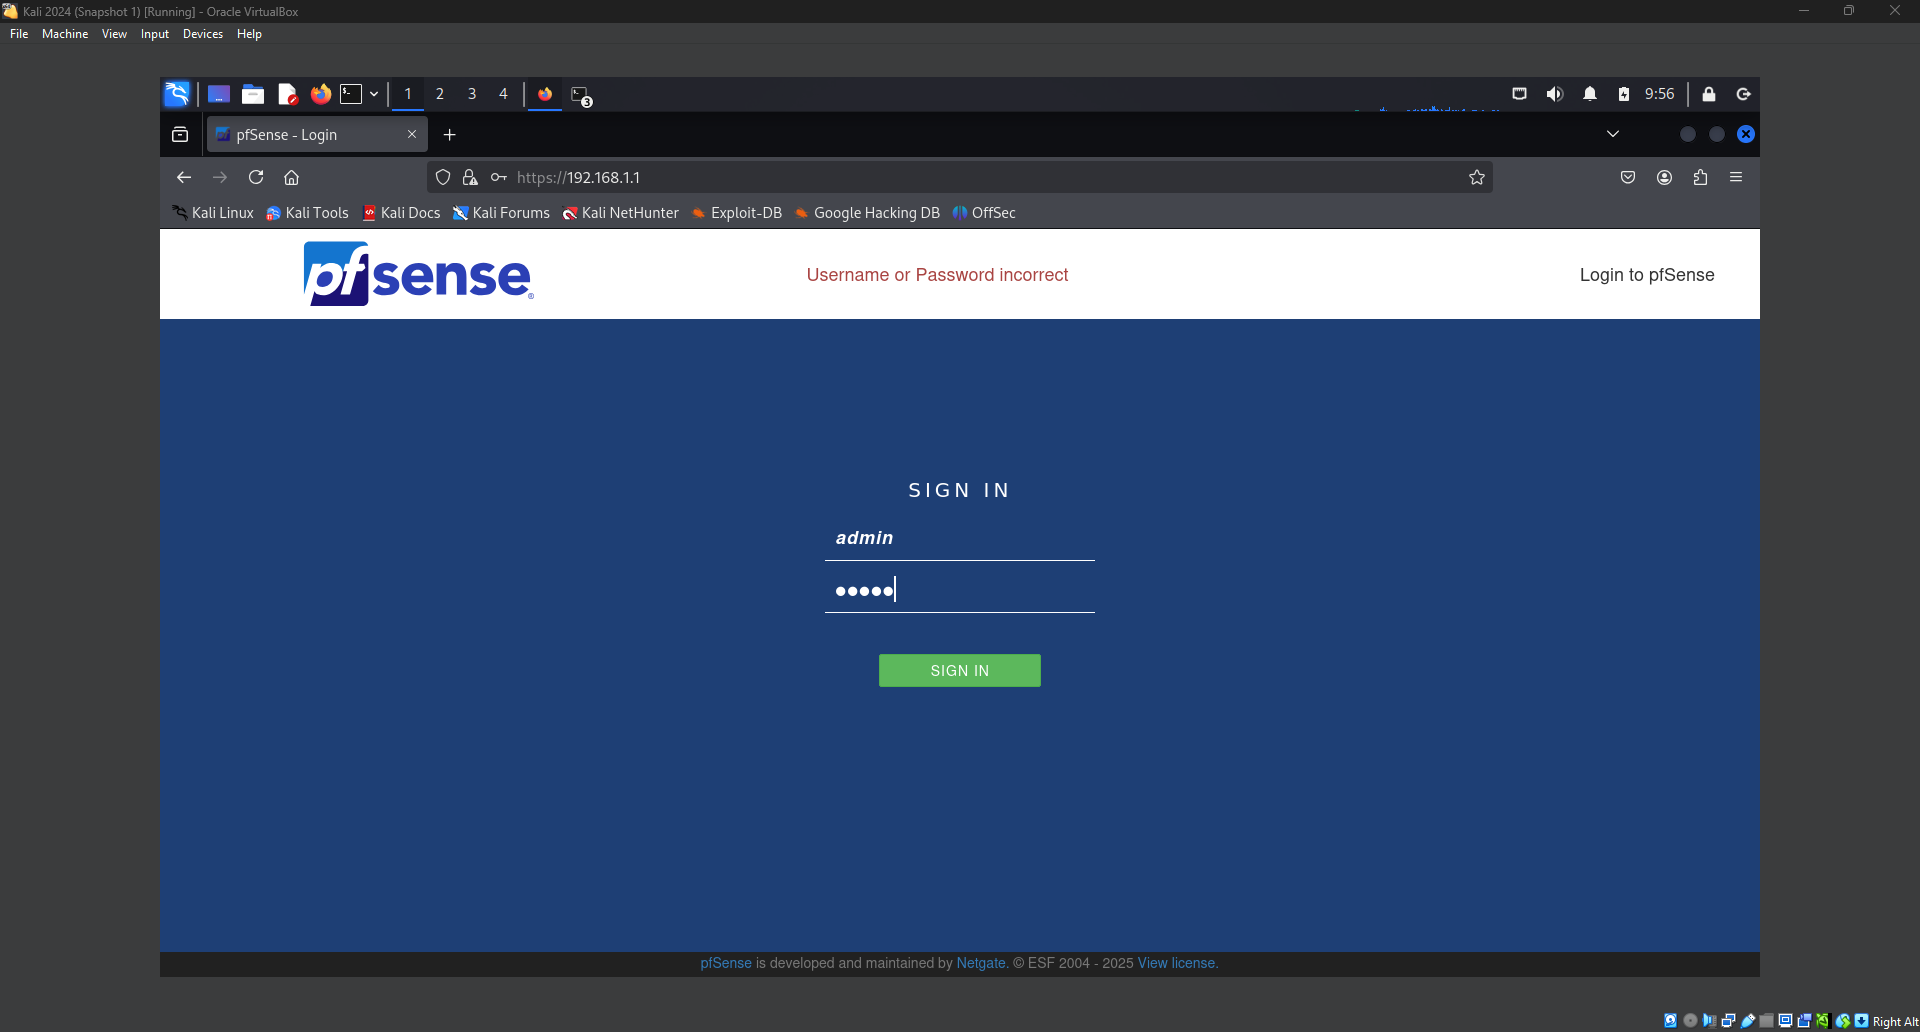 Kali 2024 (Snapshot 1) [Running] - Oracle VirtualBox
File Machine View Input Devices Help
1 2 3 4 3 9:56
pfSense - Login
https://192.168.1.1
Kali Linux Kali Tools Kali Docs Kali Forums Kali NetHunter Exploit-DB Google Hacking DB OffSec
pfsense® Username or Password incorrect Login to pfSense
SIGN IN
admin
SIGN IN
pfSense is developed and maintained by Netgate. © ESF 2004 - 2025 View license.
Right Alt